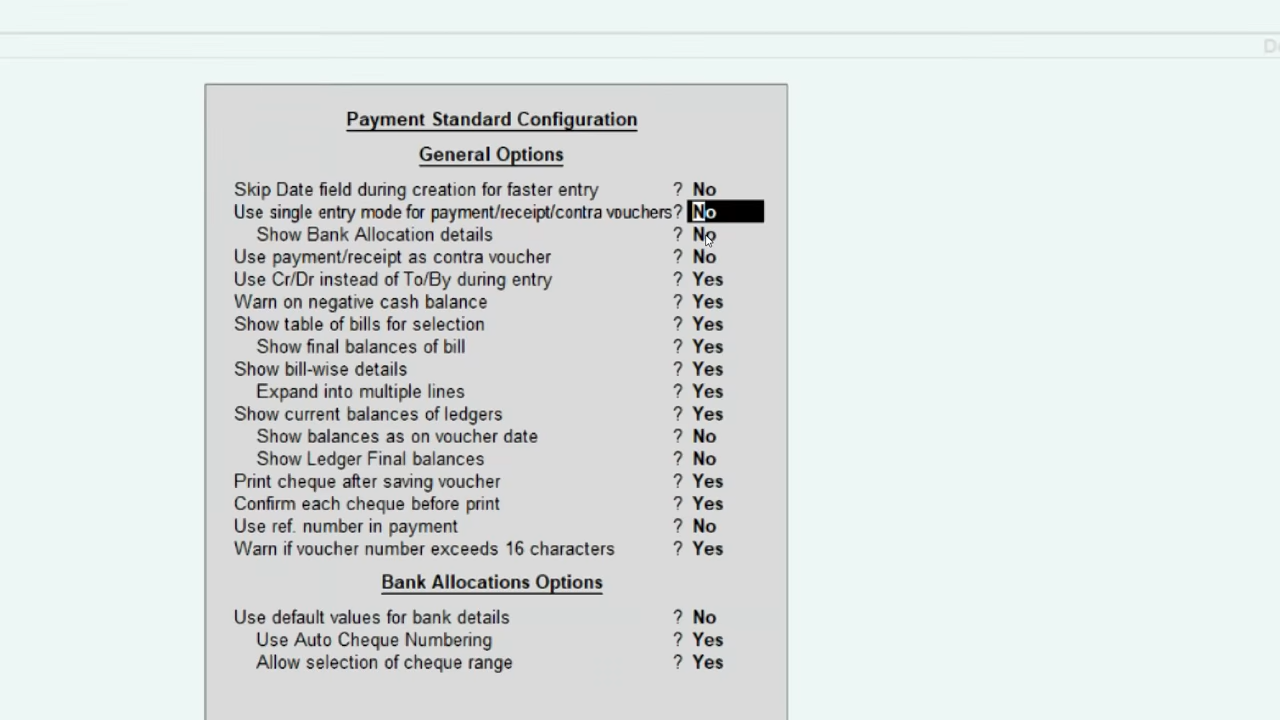 Payment Standard Configuration
General Options
Skip Date field during creation for faster entry ? No
Use single entry mode for payment/receipt/contra vouchers? No
Show Bank Allocation details ? No
Use payment/receipt as contra voucher ? No
Use Cr/Dr instead of To/By during entry ? Yes
Warn on negative cash balance ? Yes
Show table of bills for selection ? Yes
Show final balances of bill ? Yes
Show bill-wise details ? Yes
Expand into multiple lines ? Yes
Show current balances of ledgers ? Yes
Show balances as on voucher date ? No
Show Ledger Final balances ? No
Print cheque after saving voucher ? Yes
Confirm each cheque before print ? Yes
Use ref. number in payment ? No
Warn if voucher number exceeds 16 characters ? Yes
Bank Allocations Options
Use default values for bank details ? No
Use Auto Cheque Numbering ? Yes
Allow selection of cheque range ? Yes